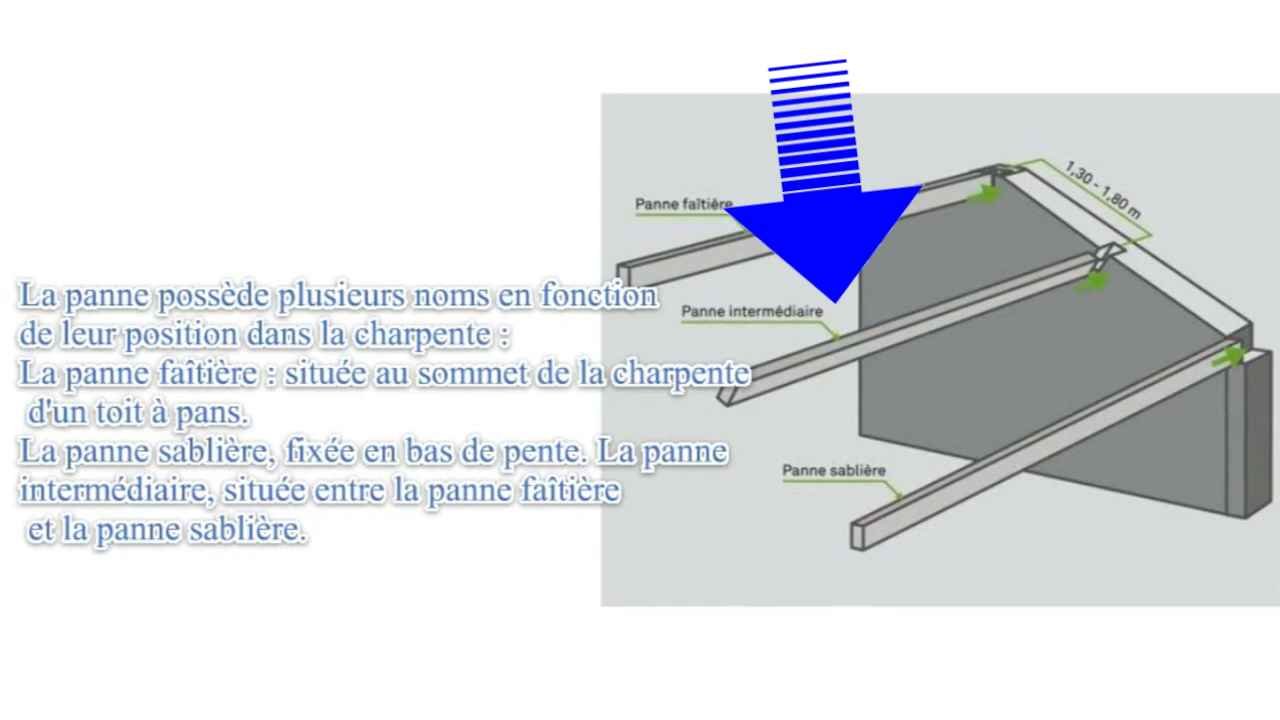 La panne possède plusieurs noms en fonction
de leur position dans la charpente :
La panne faîtière : située au sommet de la charpente
d'un toit à pans.
La panne sablière, fixée en bas de pente. La panne
intermédiaire, située entre la panne faîtière
et la panne sablière.
Panne faîtière
1,30 - 1,80 m
Panne intermédiaire
Panne sablière